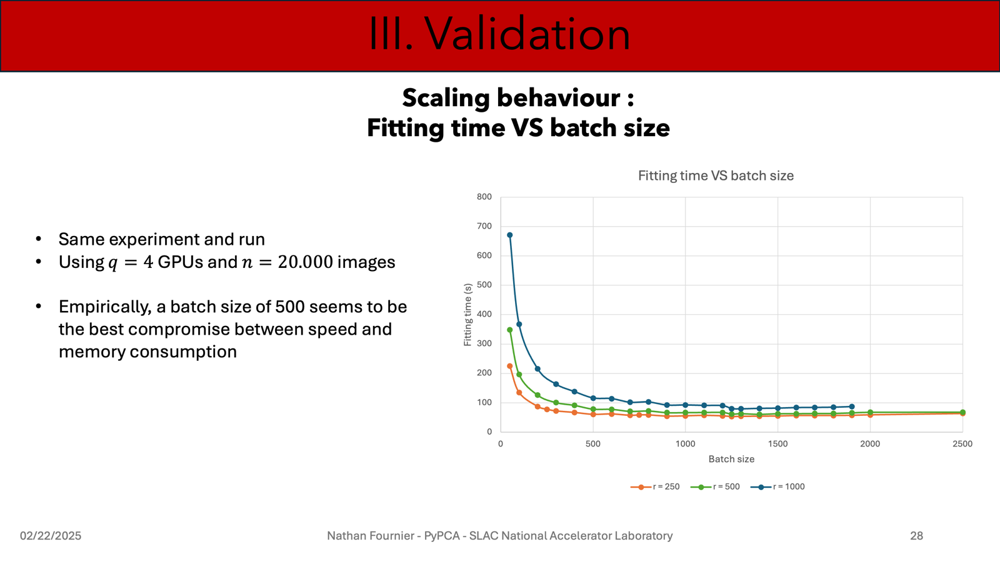 III. Validation
Scaling behaviour :
Fitting time VS batch size
• Same experiment and run
• Using q = 4 GPUs and n = 20.000 images
• Empirically, a batch size of 500 seems to be
the best compromise between speed and
memory consumption
Fitting time VS batch size
800
700
600
500
400
300
200
100
0
Fitting time (s)
0 500 1000 1500 2000 2500
Batch size
r = 250 r = 500 r = 1000
02/22/2025 Nathan Fournier - PyPCA - SLAC National Accelerator Laboratory 28